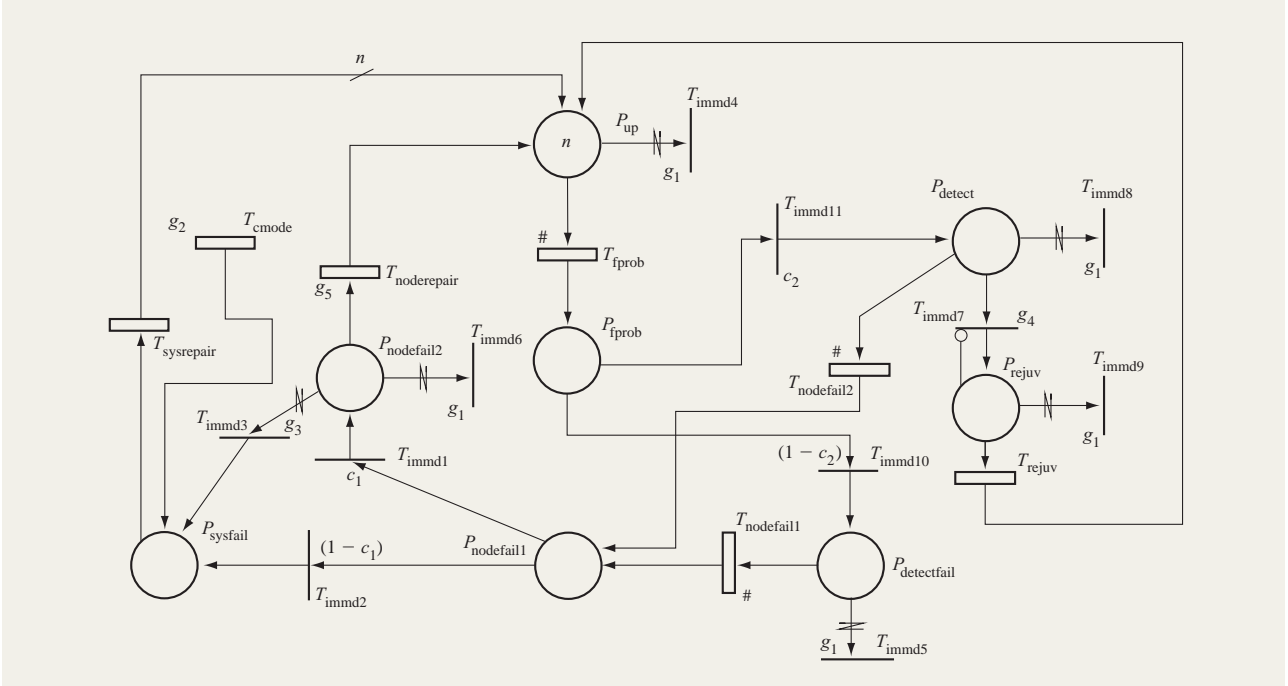 n
T_immd4
P_up
n
g_1
P_detect
T_immd8
T_immd11
g_2
T_cmode
#
T_fprob
g_1
T_noderepair
g_5
c_2
T_immd7
g_4
T_sysrepair
P_nodefail2
T_immd6
P_fprob
#
P_rejuv
T_immd9
T_nodefail2
T_immd3
g_3
g_1
g_1
T_immd1
c_1
(1 − c_2)
T_immd10
T_rejuv
P_sysfail
T_nodefail1
(1 − c_1)
P_nodefail1
P_detectfail
T_immd2
#
g_1
T_immd5